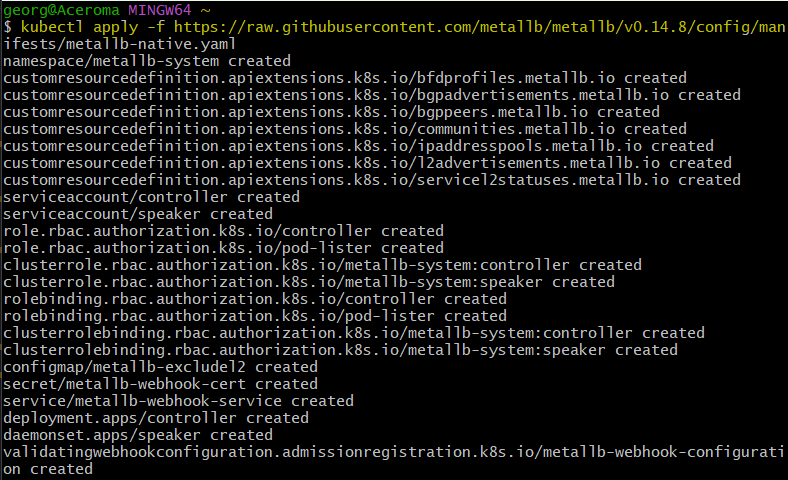 georg@Aceroma MINGW64 ~
$ kubectl apply -f https://raw.githubusercontent.com/metallb/metallb/v0.14.8/config/man
ifests/metallb-native.yaml
namespace/metallb-system created
customresourcedefinition.apiextensions.k8s.io/bfdprofiles.metallb.io created
customresourcedefinition.apiextensions.k8s.io/bgpadvertisements.metallb.io created
customresourcedefinition.apiextensions.k8s.io/bgppeers.metallb.io created
customresourcedefinition.apiextensions.k8s.io/communities.metallb.io created
customresourcedefinition.apiextensions.k8s.io/ipaddresspools.metallb.io created
customresourcedefinition.apiextensions.k8s.io/l2advertisements.metallb.io created
customresourcedefinition.apiextensions.k8s.io/servicel2statuses.metallb.io created
serviceaccount/controller created
serviceaccount/speaker created
role.rbac.authorization.k8s.io/controller created
role.rbac.authorization.k8s.io/pod-lister created
clusterrole.rbac.authorization.k8s.io/metallb-system:controller created
clusterrole.rbac.authorization.k8s.io/metallb-system:speaker created
rolebinding.rbac.authorization.k8s.io/controller created
rolebinding.rbac.authorization.k8s.io/pod-lister created
clusterrolebinding.rbac.authorization.k8s.io/metallb-system:controller created
clusterrolebinding.rbac.authorization.k8s.io/metallb-system:speaker created
configmap/metallb-excludel2 created
secret/metallb-webhook-cert created
service/metallb-webhook-service created
deployment.apps/controller created
daemonset.apps/speaker created
validatingwebhookconfiguration.admissionregistration.k8s.io/metallb-webhook-configurati
on created